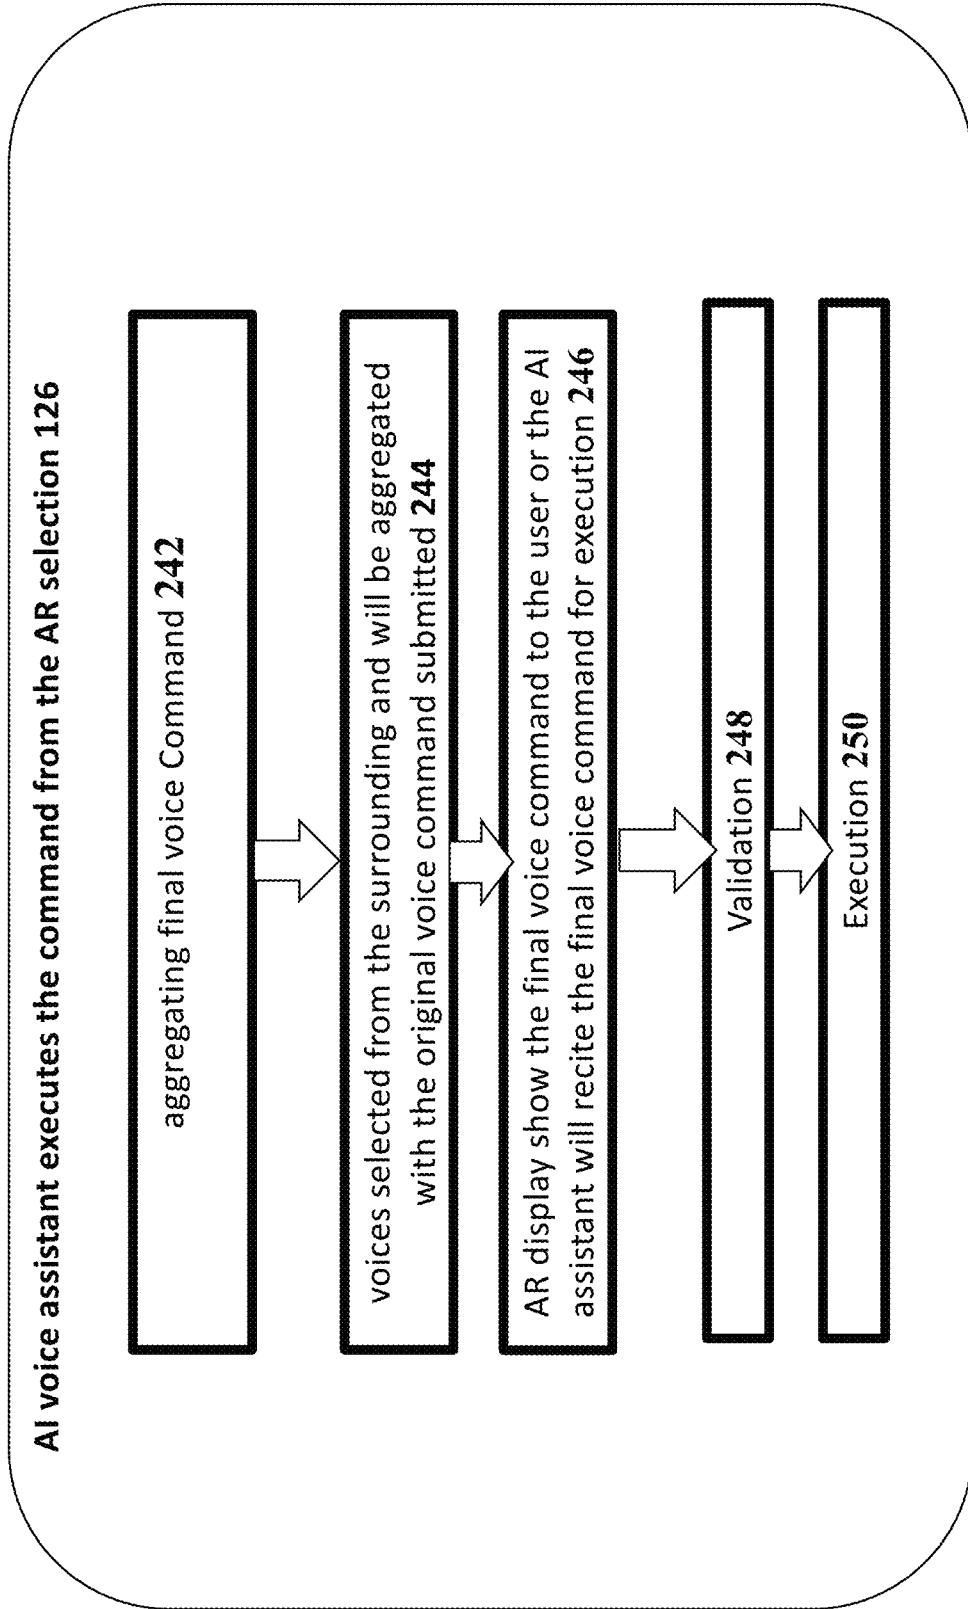 AI voice assistant executes the command from the AR selection 126
aggregating final voice Command 242
voices selected from the surrounding and will be aggregated
with the original voice command submitted 244
AR display show the final voice command to the user or the AI
assistant will recite the final voice command for execution 246
Validation 248
Execution 250